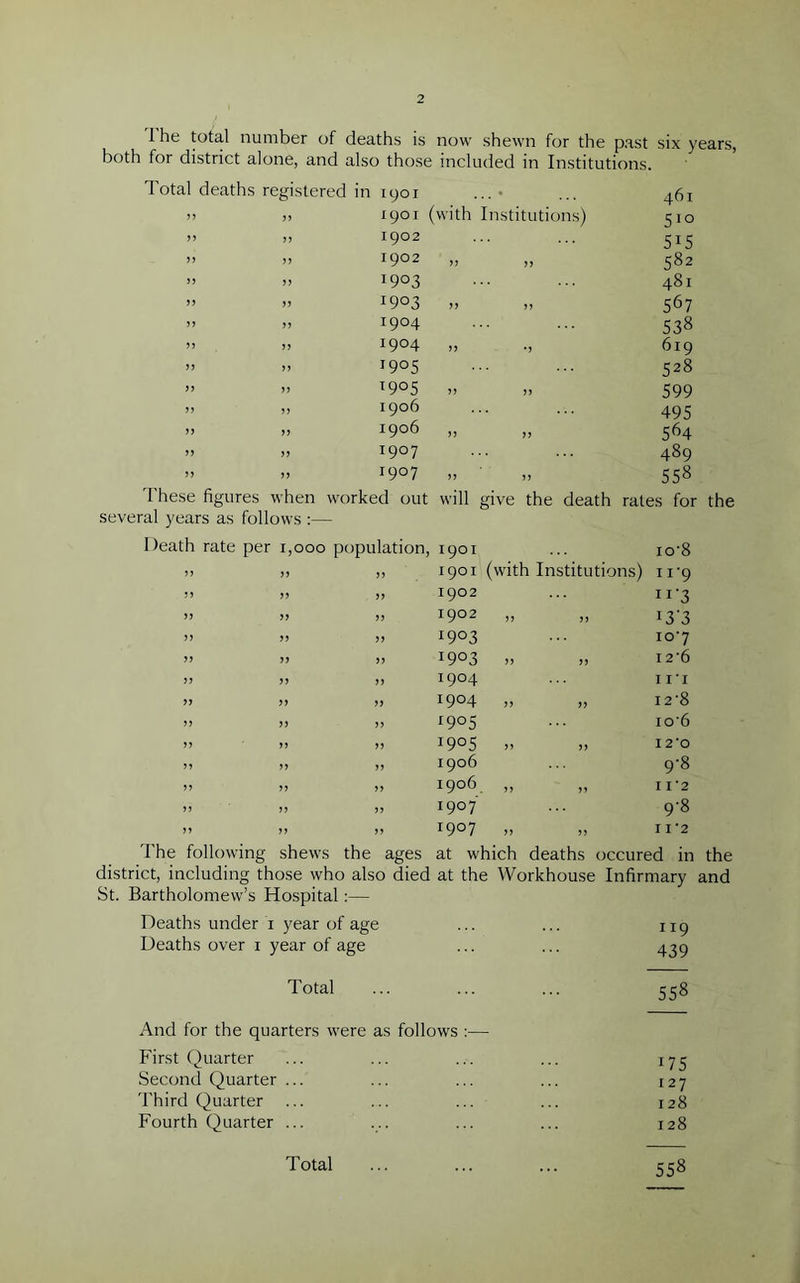 2
The total number of deaths is now shewn for the past six years,
both for district alone, and also those included in Institutions.
Total deaths registered in 1901 ... ... 461
„ „ 1901 (with Institutions) 510
„ „ 1902 ... ... 515
„ „ 1902 „ „ 582
„ „ 1903 ... ... 481
„ „ 1903 „ „ 567
„ „ 1904 ... ... 538
„ „ 1904 „ „ 619
„ „ 1905 ... ... 528
„ „ 1905 „ „ 599
„ „ 1906 ... ... 495
„ „ 1906 „ „ 564
„ „ 1907 ... ... 489
„ „ 1907 „ „ 558
These figures when worked out will give the death rates for the
several years as follows :—
Death rate per 1,000 population, 1901 ... 10·8
„ „ „ 1901 (with Institutions) 11·9
„ „ „ 1902 ... 11·3
„ „ „ 1902 „ „ 13·3
„ „ „ 1903 ... 10·7
„ „ „ 1903 „ „ 12·6
„ „ „ 1904 ... 11·1
„ „ „ 1904 „ „ 12·8
„ „ „ 1905 ... 10·6
„ „ „ 1905 „ „ 12·0
„ „ „ 1906 ... 9·8
„ „ „ 1906 „ „ 11·2
„ „ „ 1907 ... 9·8
„ „ „ 1907 „ „ 11·2
The following shews the ages at which deaths occured in the
district, including those who also died at the Workhouse Infirmary and
St. Bartholomew's Hospital :—
Deaths under 1 year of age ... ... 119
Deaths over 1 year of age ... ... 439
Total ... ... ... 558
And for the quarters were as follows :—
First Quarter ... ... ... ... 175
Second Quarter ... ... ... ... 127
Third Quarter ... ... ... ... 128
Fourth Quarter ... ... ... ... 128
Total ... ... ... 558